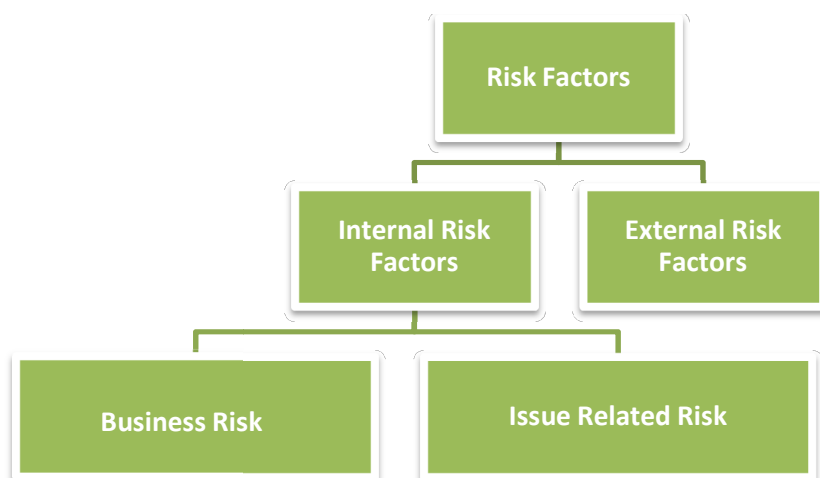 Risk Factors
Internal Risk
Factors
External Risk
Factors
Business Risk
Issue Related Risk